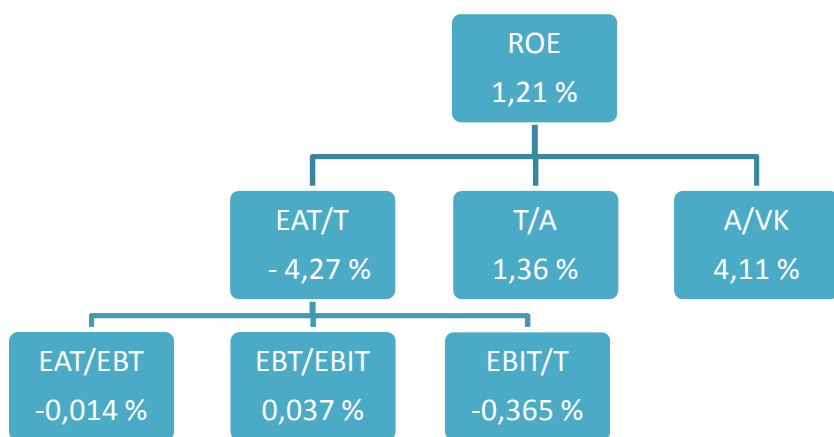 ROE
1,21 %
EAT/T
- 4,27 %
T/A
1,36 %
A/VK
4,11 %
EAT/EBT
-0,014 %
EBT/EBIT
0,037 %
EBIT/T
-0,365 %